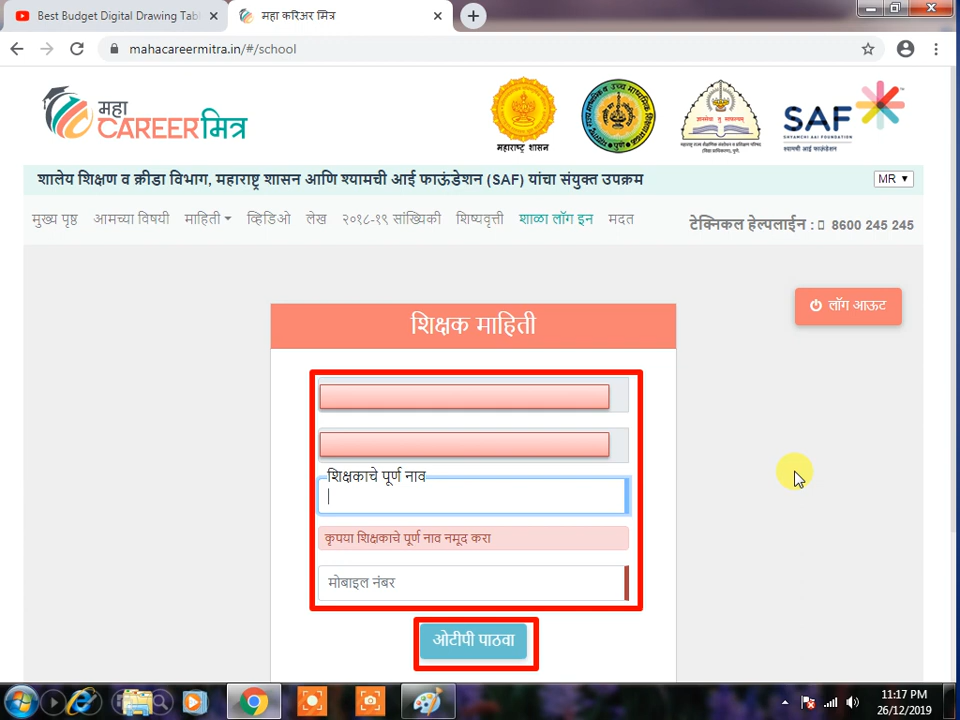 Best Budget Digital Drawing Tab
महा करिअर मित्र
mahacareermitra.in/#/school
महा
CAREERमित्र
महाराष्ट्र शासन
SAF
SHYAMCHI AAI FOUNDATION
श्यामची आई फाउंडेशन
शालेय शिक्षण व क्रीडा विभाग, महाराष्ट्र शासन आणि श्यामची आई फाऊंडेशन (SAF) यांचा संयुक्त उपक्रम
MR
मुख्य पृष्ठ आमच्या विषयी माहिती व्हिडिओ लेख २०१८-१९ सांख्यिकी शिष्यवृत्ती शाळा लॉग इन मदत
टेक्निकल हेल्पलाईन : 8600 245 245
लॉग आऊट
शिक्षक माहिती
शिक्षकाचे पूर्ण नाव
कृपया शिक्षकाचे पूर्ण नाव नमूद करा
मोबाइल नंबर
ओटीपी पाठवा
11:17 PM
26/12/2019